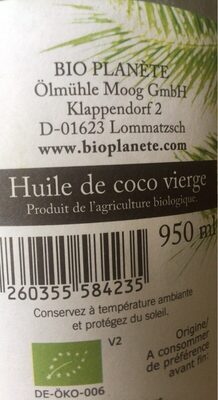 BIO PLANÈTE
Ölmühle Moog GmbH
Klappendorf 2
D-01623 Lommatzsch
www.bioplanete.com
Huile de coco vierge
Produit de l'agriculture biologique.
950 ml
260355 584235
Conservez à température ambiante
et protégez du soleil.
V2
Origine/
A consommer
de préférence
avant fin:
DE-ÖKO-006